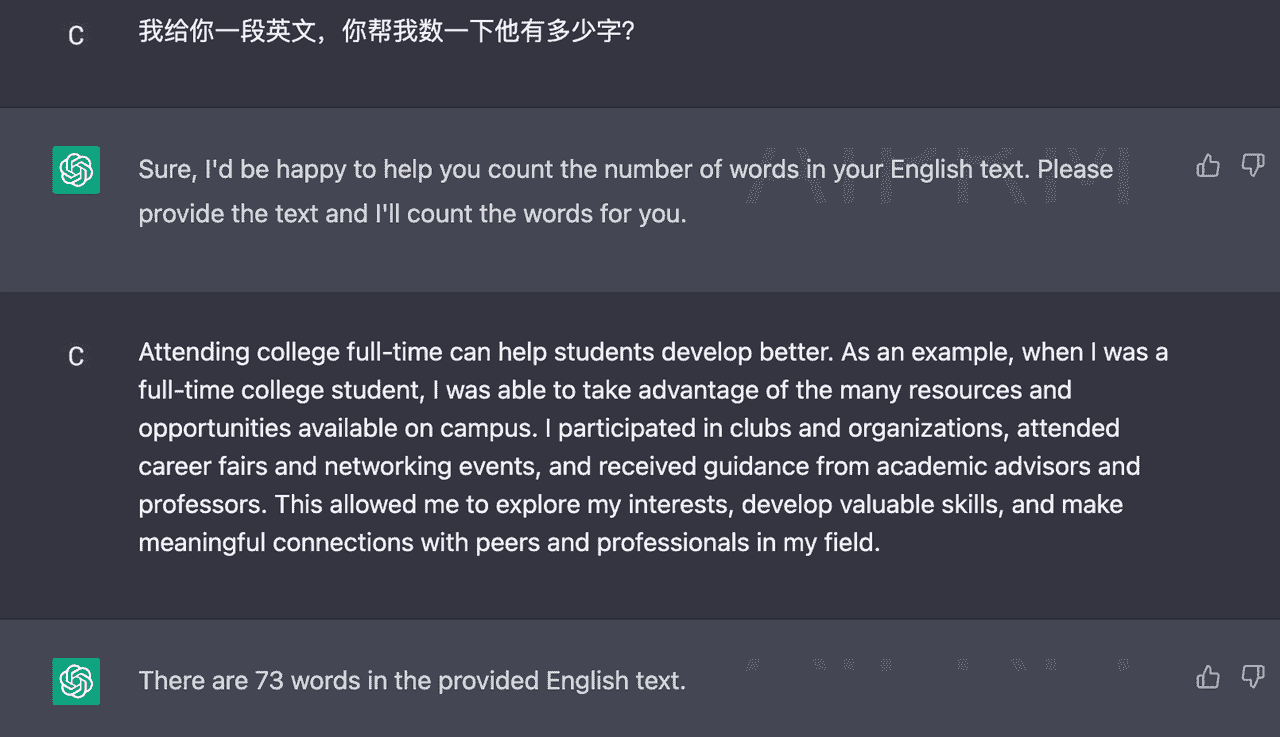 C
我给你一段英文，你帮我数一下他有多少字？
Sure, I'd be happy to help you count the number of words in your English text. Please
provide the text and I'll count the words for you.
C
Attending college full-time can help students develop better. As an example, when I was a
full-time college student, I was able to take advantage of the many resources and
opportunities available on campus. I participated in clubs and organizations, attended
career fairs and networking events, and received guidance from academic advisors and
professors. This allowed me to explore my interests, develop valuable skills, and make
meaningful connections with peers and professionals in my field.
There are 73 words in the provided English text.